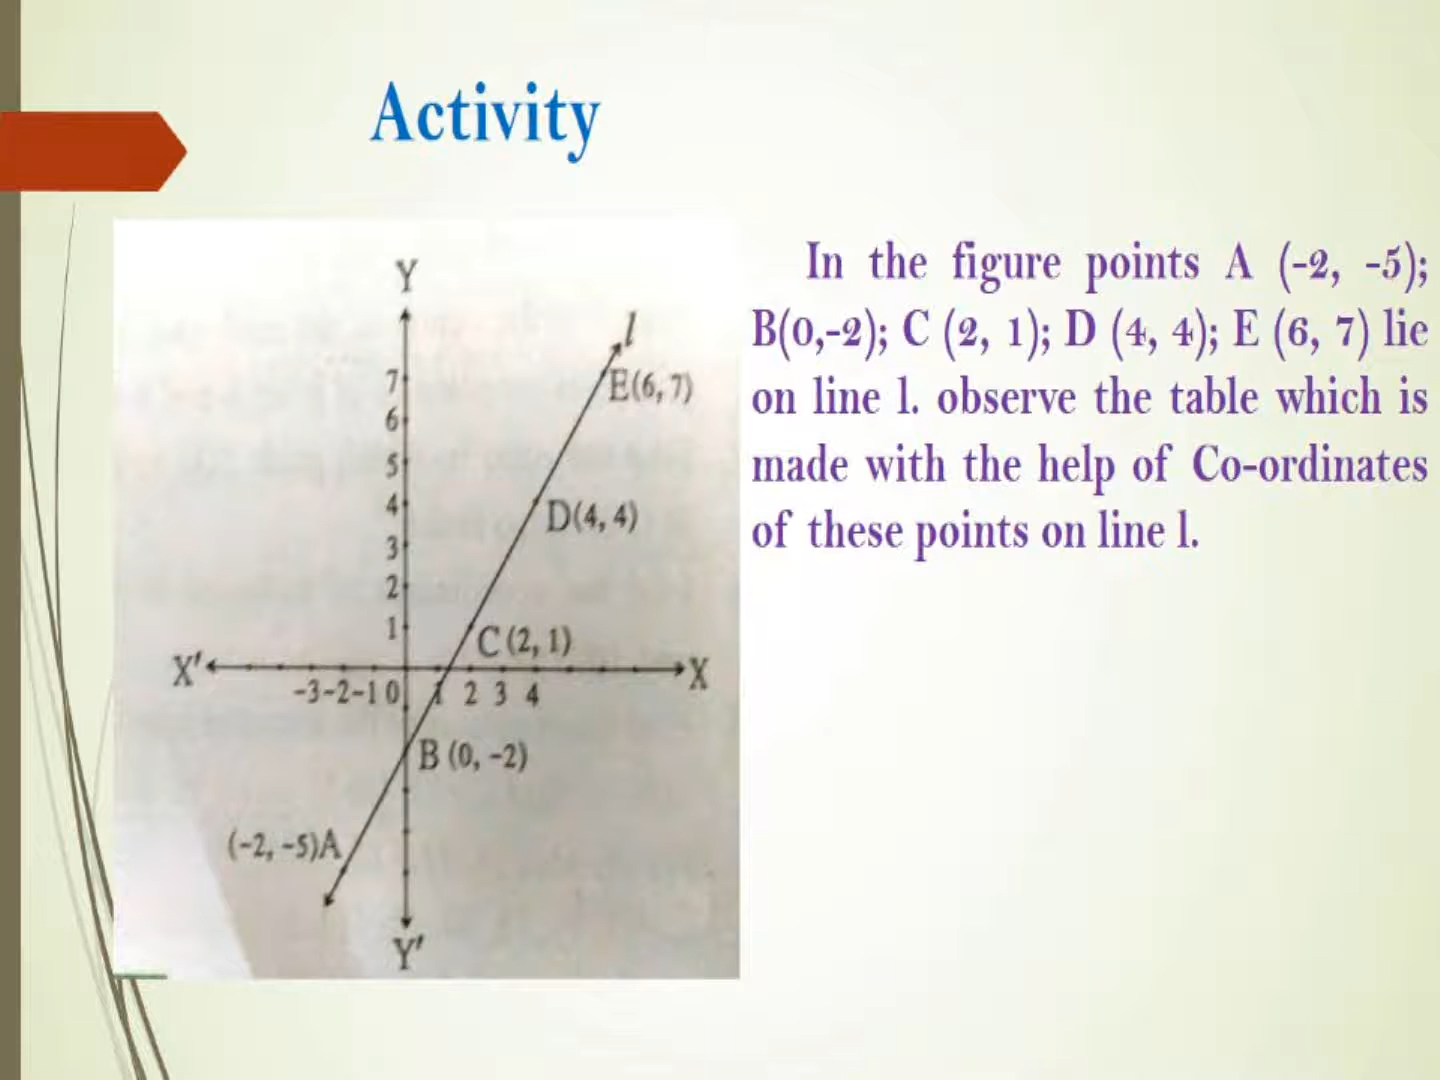 Activity
Y
l
7
E(6, 7)
6
5
4
D(4, 4)
3
2
1
C (2, 1)
X' X
-3 -2 -1 0 1 2 3 4
B (0, -2)
(-2, -5)A
Y'
In the figure points A (-2, -5);
B(0,-2); C (2, 1); D (4, 4); E (6, 7) lie
on line l. observe the table which is
made with the help of Co-ordinates
of these points on line l.